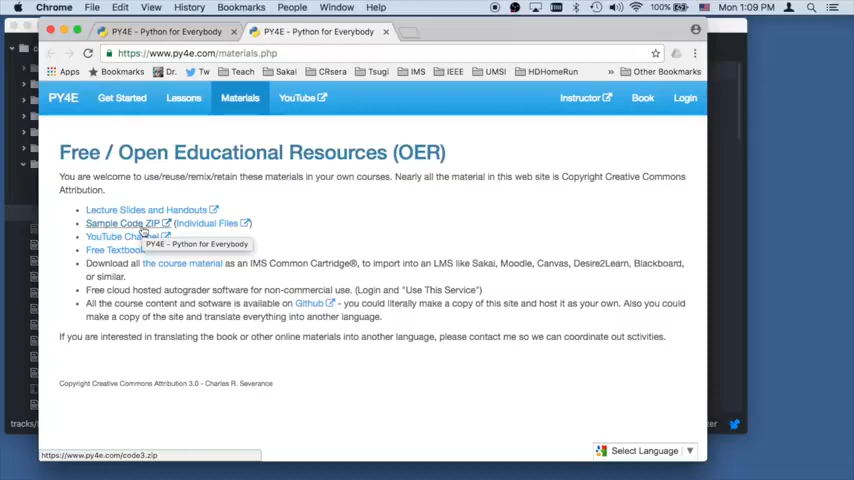 Chrome File Edit View History Bookmarks People Window Help 100% Mon 1:09 PM
PY4E - Python for Everybody PY4E - Python for Everybody
https://www.py4e.com/materials.php
Apps Bookmarks Dr. Tw Teach Sakai CRsera Tsugi IMS IEEE UMSI HDHomeRun » Other Bookmarks
PY4E Get Started Lessons Materials YouTube Instructor Book Login
Free / Open Educational Resources (OER)
You are welcome to use/reuse/remix/retain these materials in your own courses. Nearly all the material in this web site is Copyright Creative Commons
Attribution.
Lecture Slides and Handouts
Sample Code ZIP (Individual Files)
YouTube Channel
PY4E - Python for Everybody
Free Textbook
Download all the course material as an IMS Common Cartridge®, to import into an LMS like Sakai, Moodle, Canvas, Desire2Learn, Blackboard,
or similar.
Free cloud hosted autograder software for non-commercial use. (Login and "Use This Service")
All the course content and sotware is available on Github - you could literally make a copy of this site and host it as your own. Also you could
make a copy of the site and translate everything into another language.
If you are interested in translating the book or other online materials into another language, please contact me so we can coordinate out sctivities.
Copyright Creative Commons Attribution 3.0 - Charles R. Severance
tracks/
Select Language
https://www.py4e.com/code3.zip